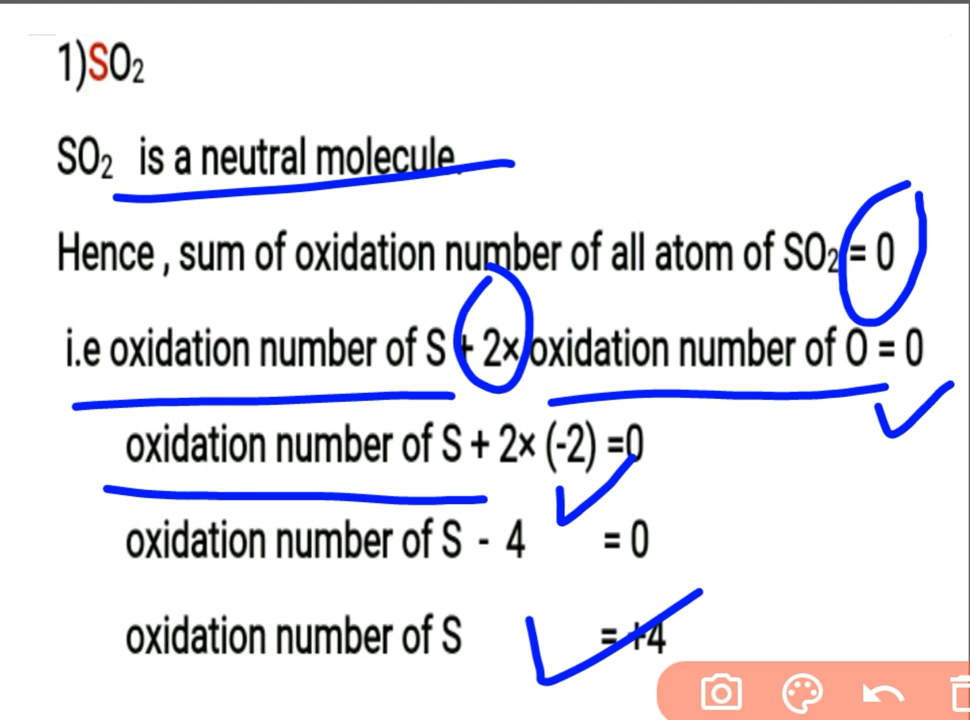 1)SO₂
SO₂ is a neutral molecule.
Hence , sum of oxidation number of all atom of SO₂ = 0
i.e oxidation number of S + 2× oxidation number of O = 0
oxidation number of S + 2× (-2) =0
oxidation number of S - 4 = 0
oxidation number of S = +4